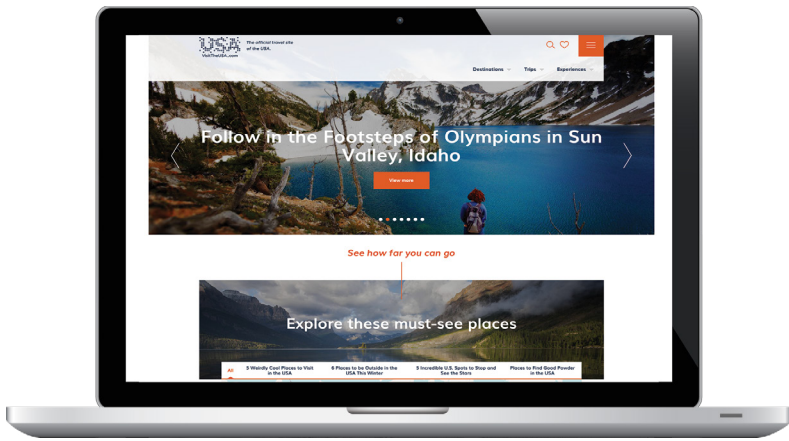 USA
VisitTheUSA.com
The official travel site
of the USA.
Destinations
Trips
Experiences
Follow in the Footsteps of Olympians in Sun
Valley, Idaho
View more
See how far you can go
Explore these must-see places
All
5 Weirdly Cool Places to Visit
in the USA
6 Places to be Outside in the
USA This Winter
5 Incredible U.S. Spots to Stop and
See the Stars
Places to Find Good Powder
in the USA